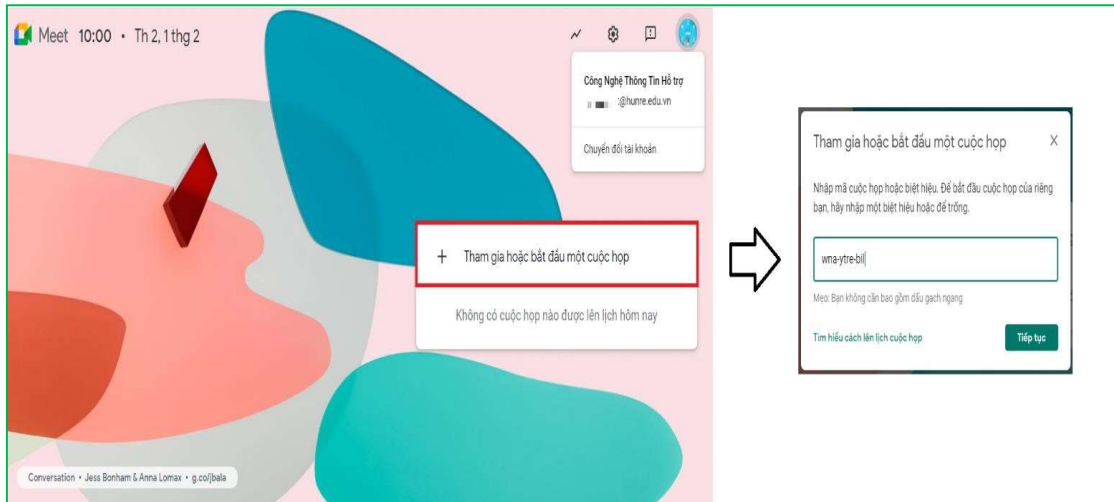 Meet 10:00 • Th 2, 1 thg 2
Công Nghệ Thông Tin Hỗ trợ
:@hunre.edu.vn
Chuyển đổi tài khoản
+ Tham gia hoặc bắt đầu một cuộc họp
Không có cuộc họp nào được lên lịch hôm nay
Conversation • Jess Bonham & Anna Lomax • g.co/jbala
Tham gia hoặc bắt đầu một cuộc họp X
Nhập mã cuộc họp hoặc biệt hiệu. Để bắt đầu cuộc họp của riêng
bạn, hãy nhập một biệt hiệu hoặc để trống.
wna-ytre-bil
Mẹo: Bạn không cần bao gồm dấu gạch ngang
Tìm hiểu cách lên lịch cuộc họp
Tiếp tục